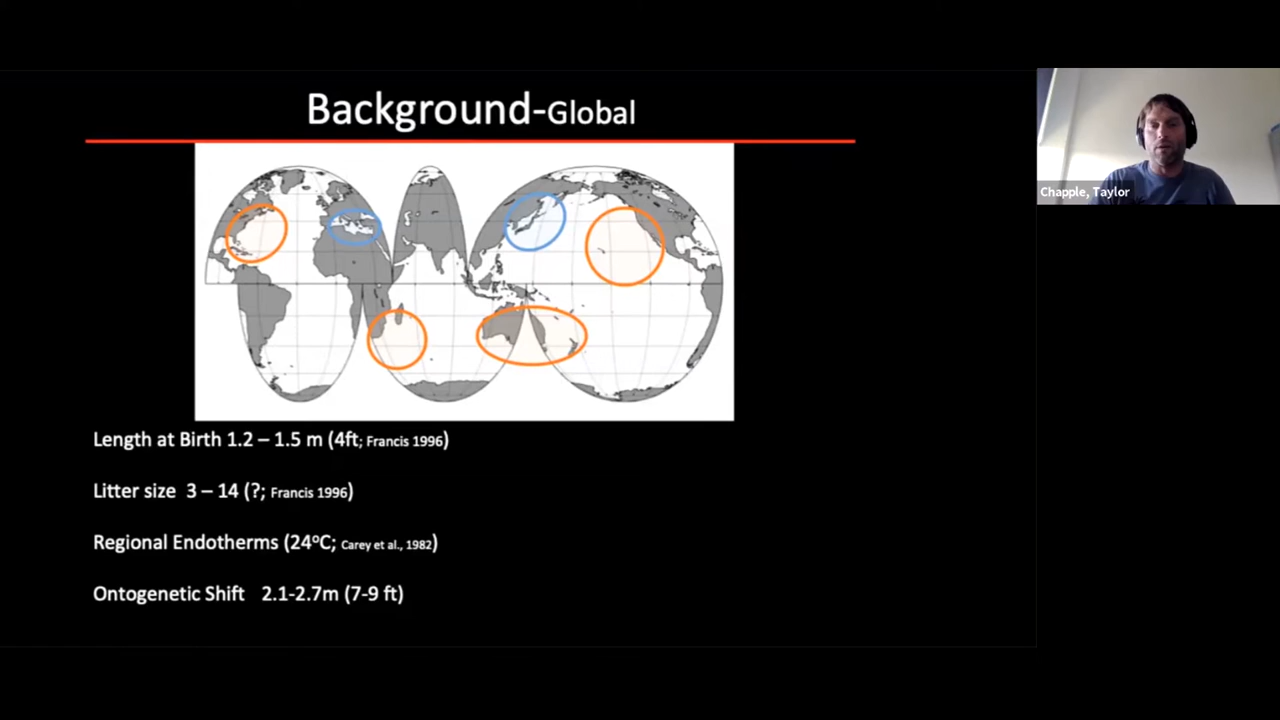 Background-Global
Chapple, Taylor
Length at Birth 1.2 – 1.5 m (4ft; Francis 1996)
Litter size 3 – 14 (?; Francis 1996)
Regional Endotherms (24°C; Carey et al., 1982)
Ontogenetic Shift 2.1-2.7m (7-9 ft)